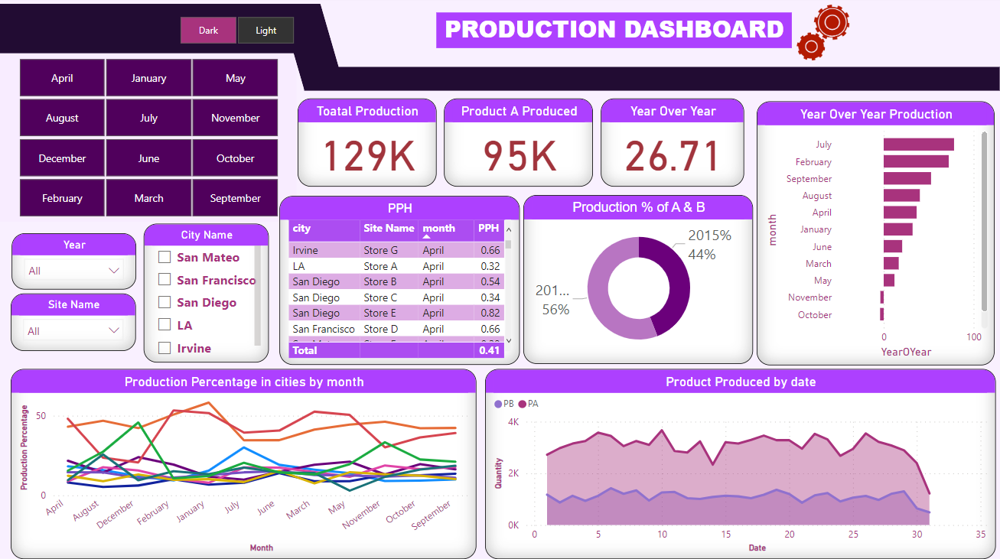 Dark
Light
PRODUCTION DASHBOARD
April
January
May
August
July
November
December
June
October
February
March
September
Toatal Production
129K
Product A Produced
95K
Year Over Year
26.71
Year Over Year Production
July
February
September
August
April
January
June
March
May
November
October
month
0
100
YearOYear
Year
All
Site Name
All
City Name
San Mateo
San Francisco
San Diego
LA
Irvine
PPH
city Site Name month PPH
Irvine Store G April 0.66
LA Store A April 0.32
San Diego Store B April 0.54
San Diego Store C April 0.34
San Diego Store E April 0.82
San Francisco Store D April 0.66
Total 0.41
Production % of A & B
2015%
44%
201...
56%
Production Percentage in cities by month
Production Percentage
50
0
April
August
December
February
January
July
June
March
May
November
October
September
Month
Product Produced by date
PB PA
Quantity
4K
2K
0K
0 5 10 15 20 25 30 35
Date